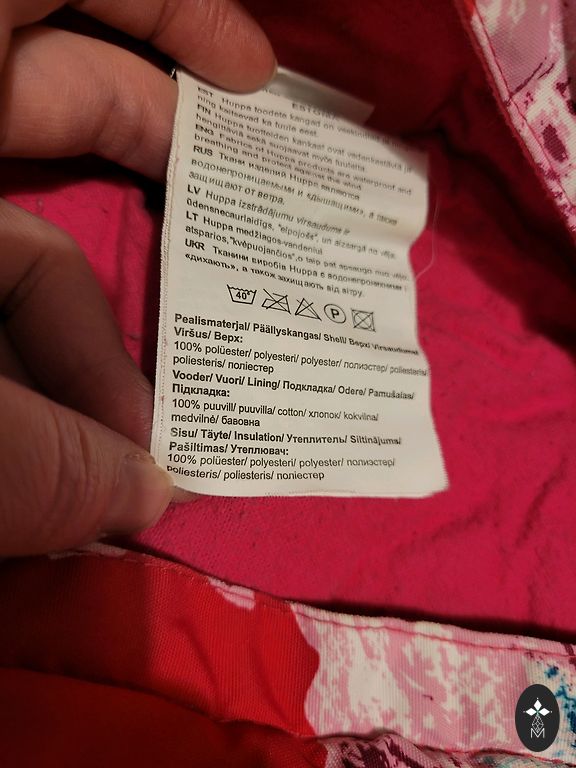 ESTONIA
EST Huppa toodete kangad on
ning kaitsevad ka tuule eest.
FIN Huppa tuotteiden kankaat ovat vedenkestäviä ja
hengittäviä sekä suojaavat myös tuulelta.
ENG Fabrics of Huppa products are waterproof and
breathing and protect against the wind.
RUS Ткани изделий Huppa являются
водонепроницаемыми и «дышащими», а также
защищают от ветра.
LV Huppa izstrādājumu virsaudums ir
ūdensnecaurlaidīgs, "elpojošs", un aizsargā no vēja.
LT Huppa medžiagos-vandeniui
atsparios,"kvėpuojančios",o taip pat apsaugo nuo vėjo.
UKR Тканини виробів Huppa є водонепроникними і
«дихають», а також захищають від вітру.
40° P
Pealismaterjal/ Päällyskangas/ Shell/ Верх/ Virsaudums/
Viršus/ Верх:
100% polüester/ polyesteri/ polyester/ полиэстер/ poliesteris/
poliesteris/ поліестер
Vooder/ Vuori/ Lining/ Подкладка/ Odere/ Pamušalas/
Підкладка:
100% puuvill/ puuvilla/ cotton/ хлопок/ kokvilna/
medvilnė/ бавовна
Sisu/ Täyte/ Insulation/ Утеплитель/ Siltinājums/
Pašiltimas/ Утеплювач:
100% polüester/ polyesteri/ polyester/ полиэстер/
poliesteris/ poliesteris/ поліестер
M